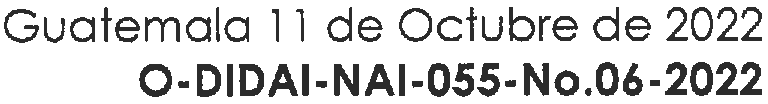 Guatemala 11 de Octubre de 2022
O-DIDAI-NAI-055-No.06-2022